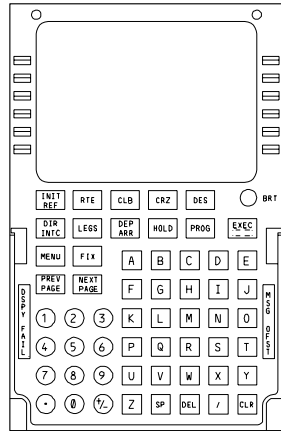 INIT REF RTE CLB CRZ DES BRT
DIR INTC LEGS DEP ARR HOLD PROG EXEC
MENU FIX
PREV PAGE NEXT PAGE
A B C D E
F G H I J
1 2 3 K L M N O
4 5 6 P Q R S T
7 8 9 U V W X Y
. 0 +/- Z SP DEL / CLR
DSPY FAIL
MSG OFST